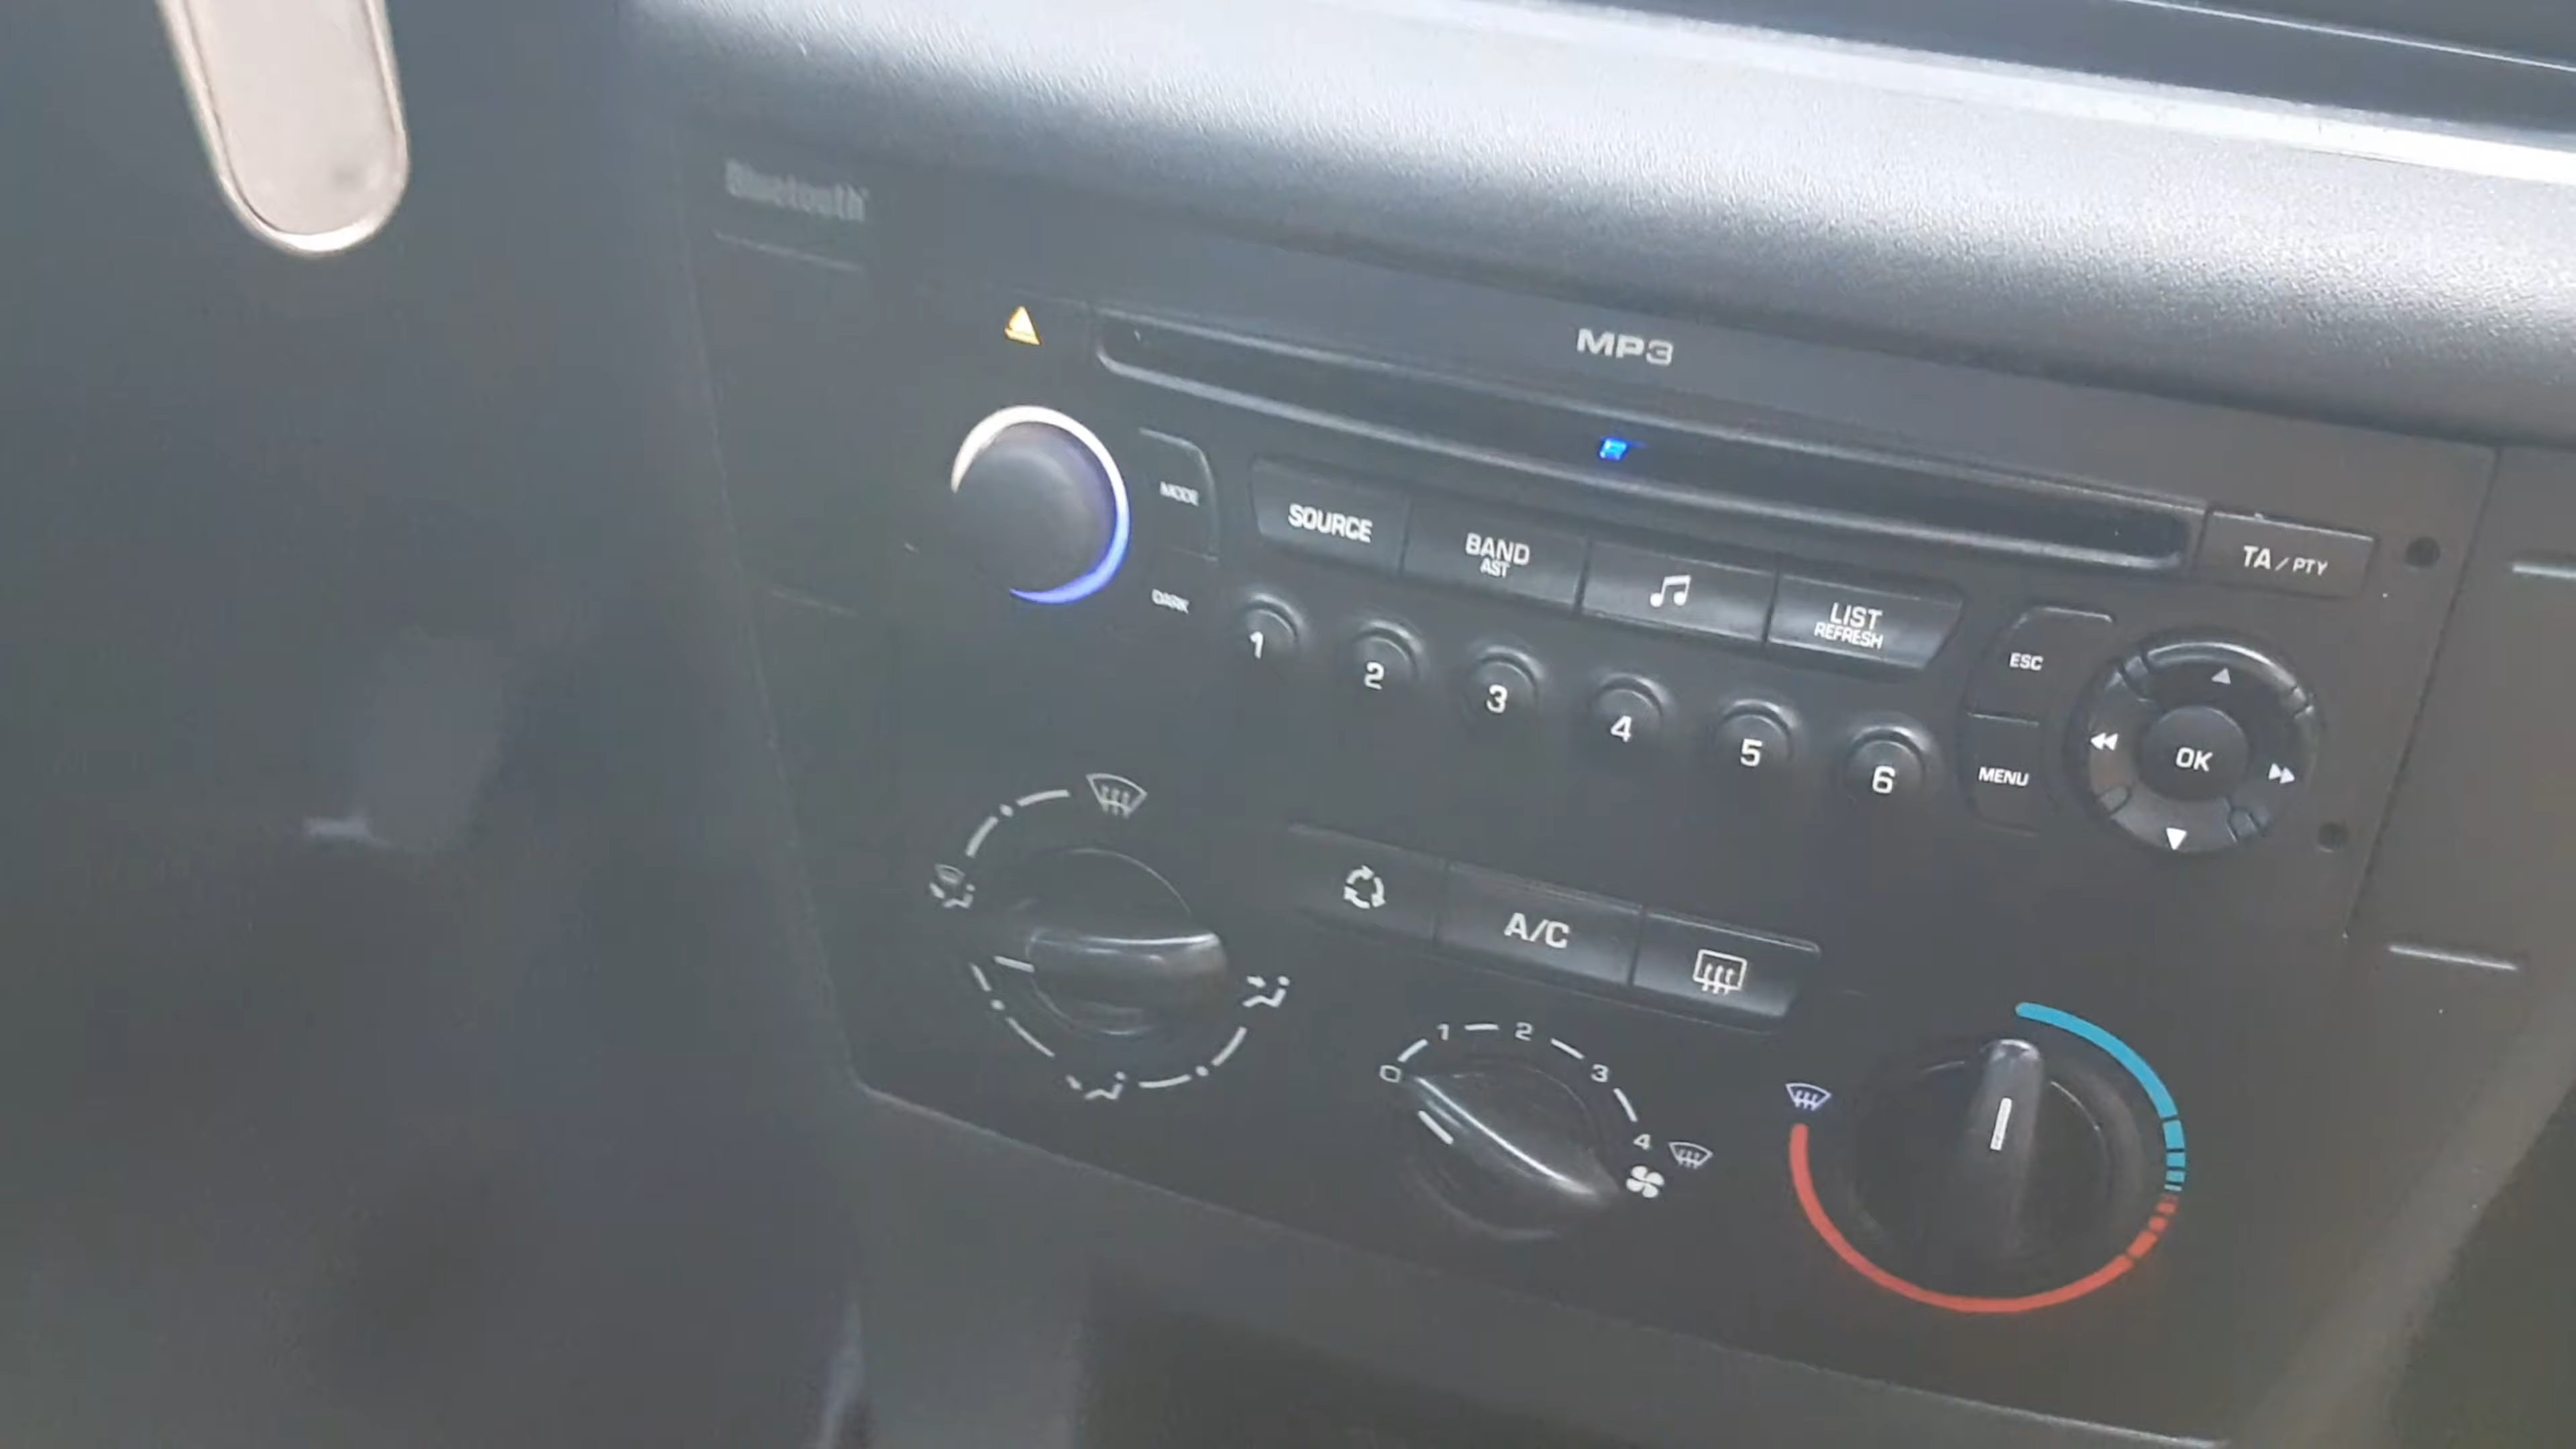 Bluetooth
MP3
MODE
SOURCE
BAND
AST
LIST
REFRESH
TA / PTY
DARK
1
2
3
4
5
6
ESC
MENU
OK
A/C
0
1
2
3
4